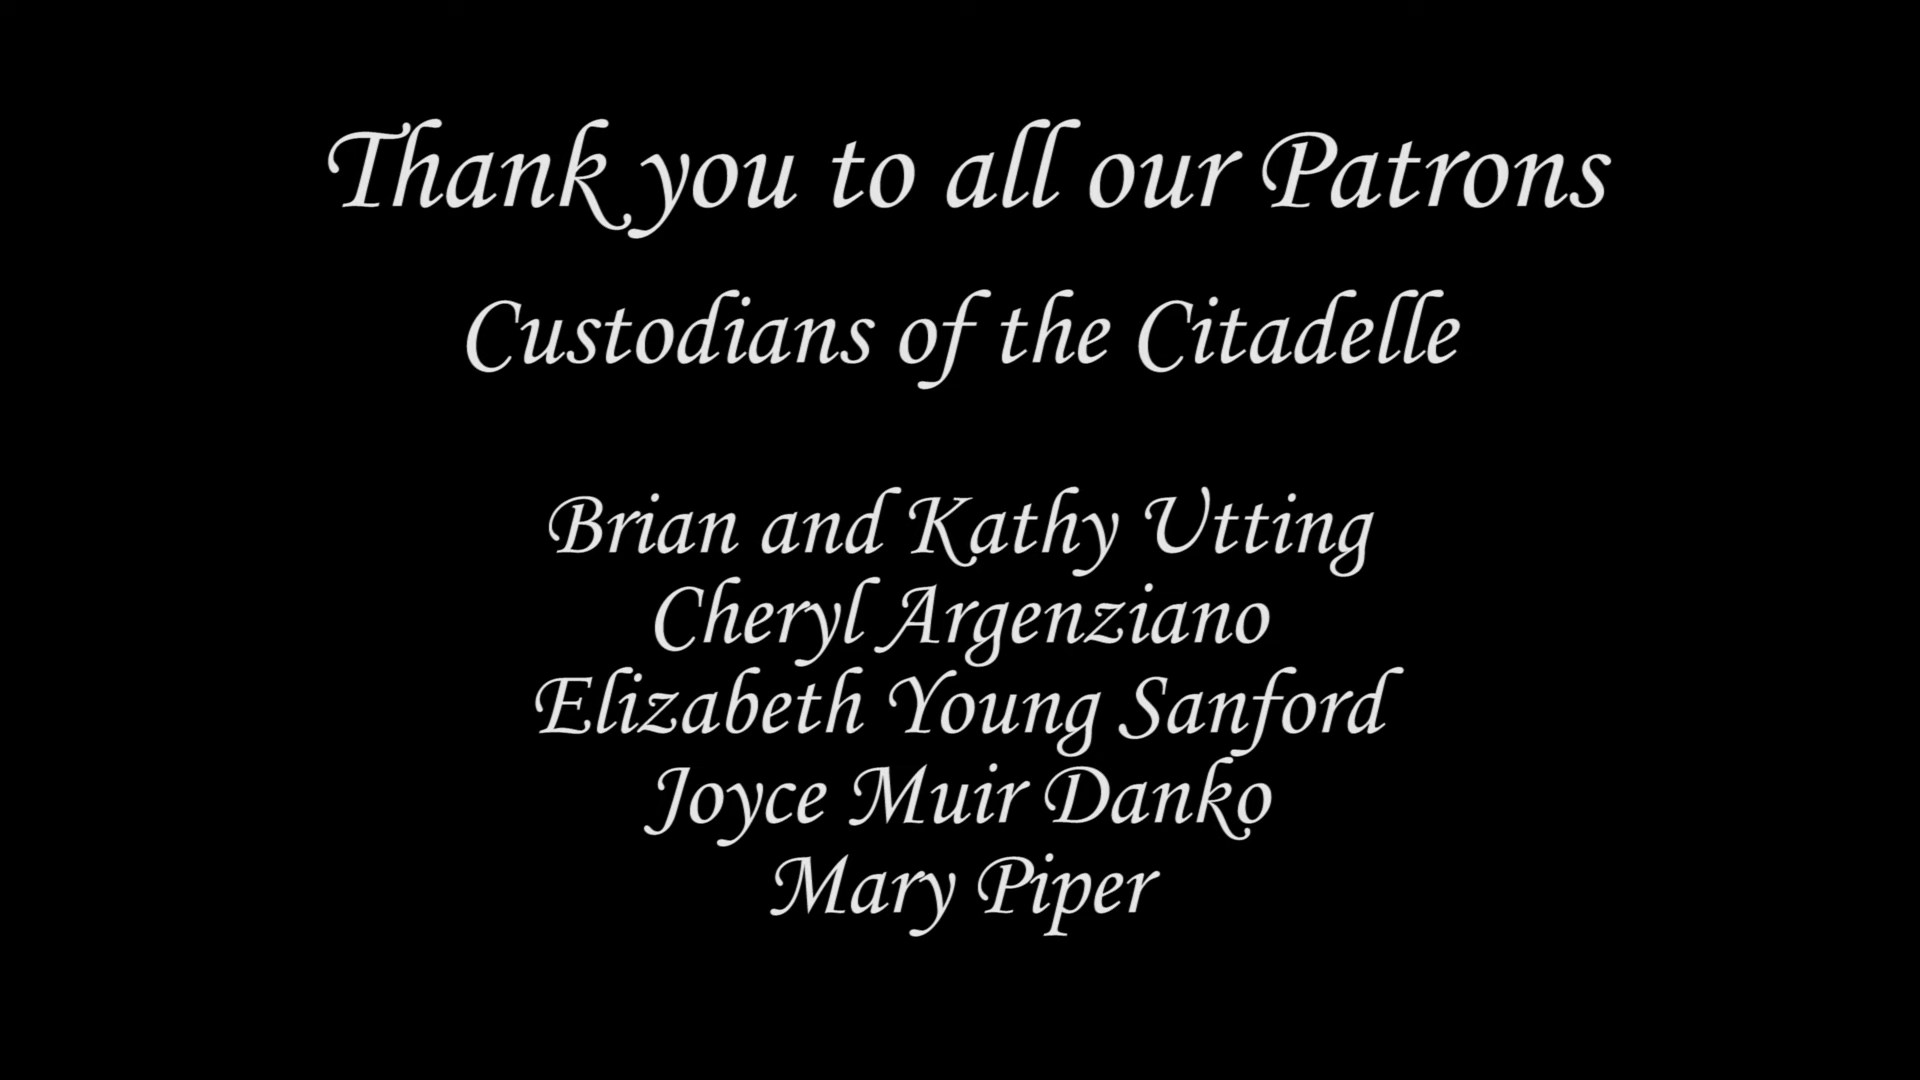 Thank you to all our Patrons
Custodians of the Citadelle
Brian and Kathy Utting
Cheryl Argenziano
Elizabeth Young Sanford
Joyce Muir Danko
Mary Piper